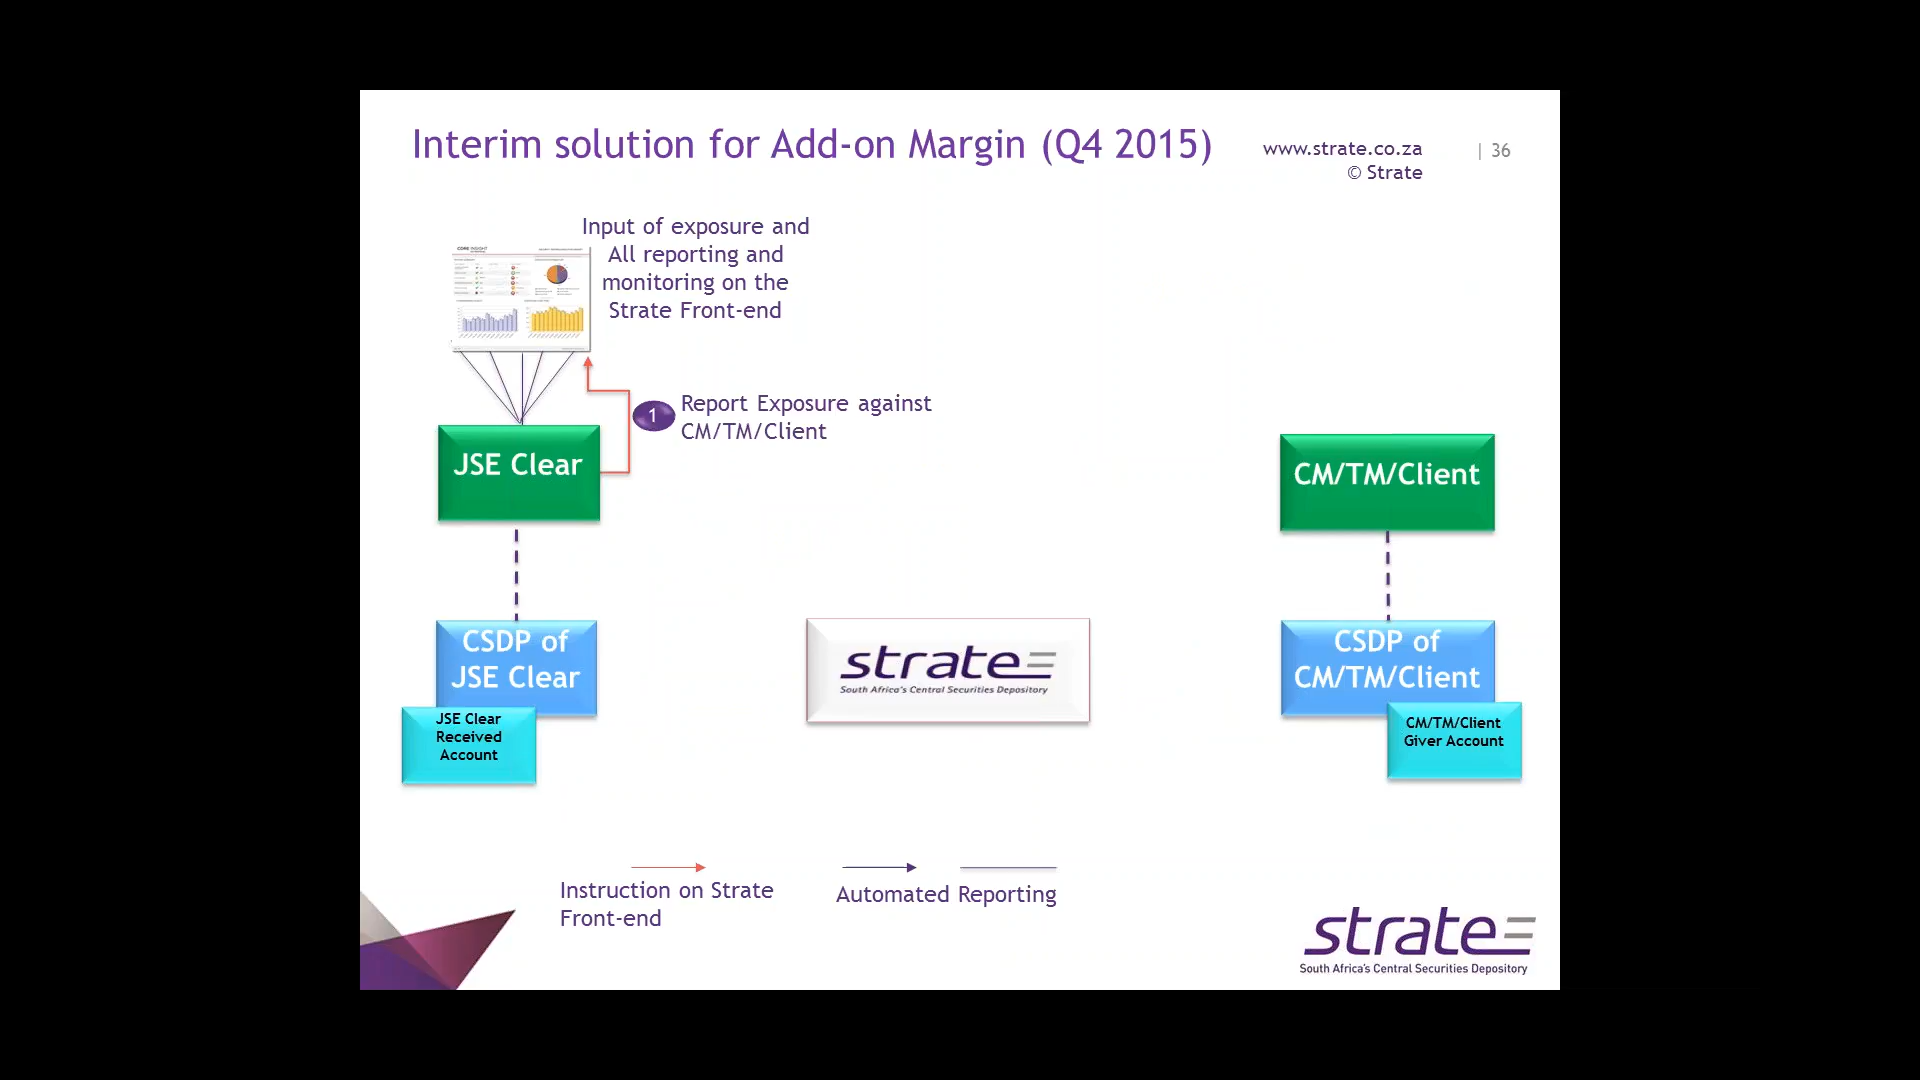 Interim solution for Add-on Margin (Q4 2015)
www.strate.co.za
© Strate
| 36
Input of exposure and
All reporting and
monitoring on the
Strate Front-end
CORE INSIGHT
1
Report Exposure against
CM/TM/Client
JSE Clear
CM/TM/Client
CSDP of
JSE Clear
JSE Clear
Received
Account
strate
South Africa's Central Securities Depository
CSDP of
CM/TM/Client
CM/TM/Client
Giver Account
Instruction on Strate
Front-end
Automated Reporting
strate
South Africa's Central Securities Depository